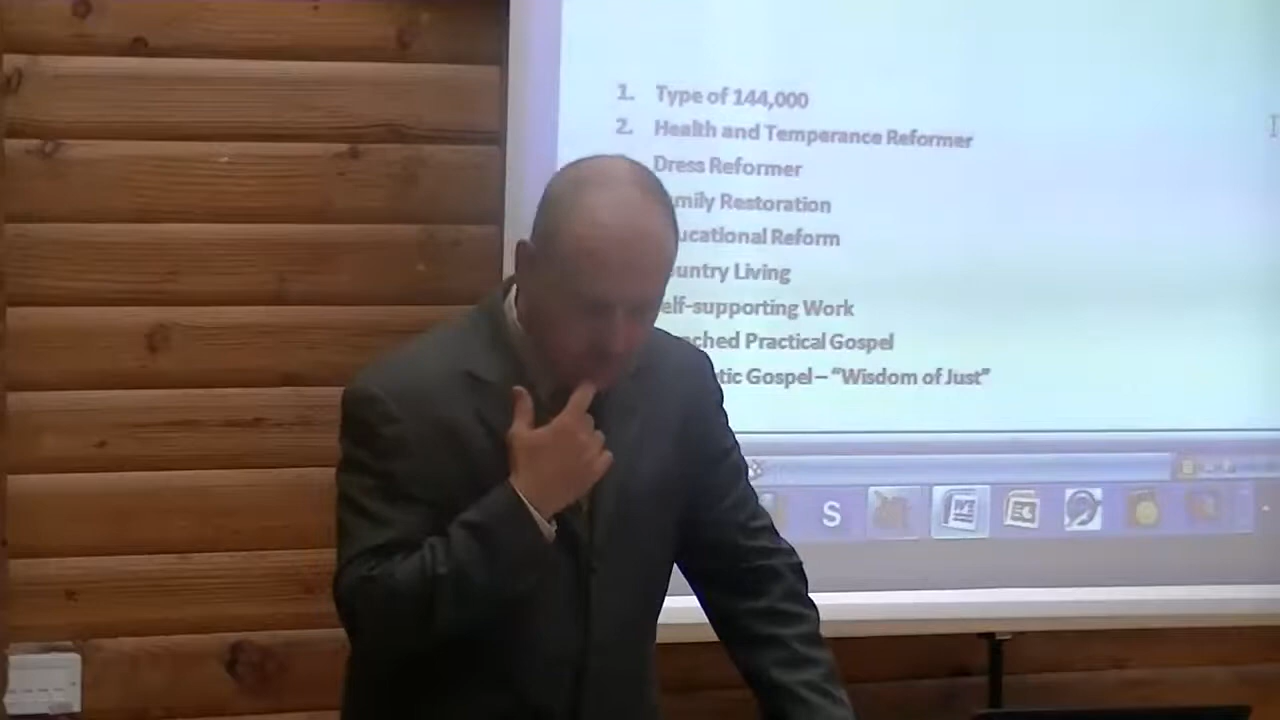 1. Type of 144,000
2. Health and Temperance Reformer
Dress Reformer
mily Restoration
ucational Reform
untry Living
elf-supporting Work
ched Practical Gospel
tic Gospel – “Wisdom of Just”
S